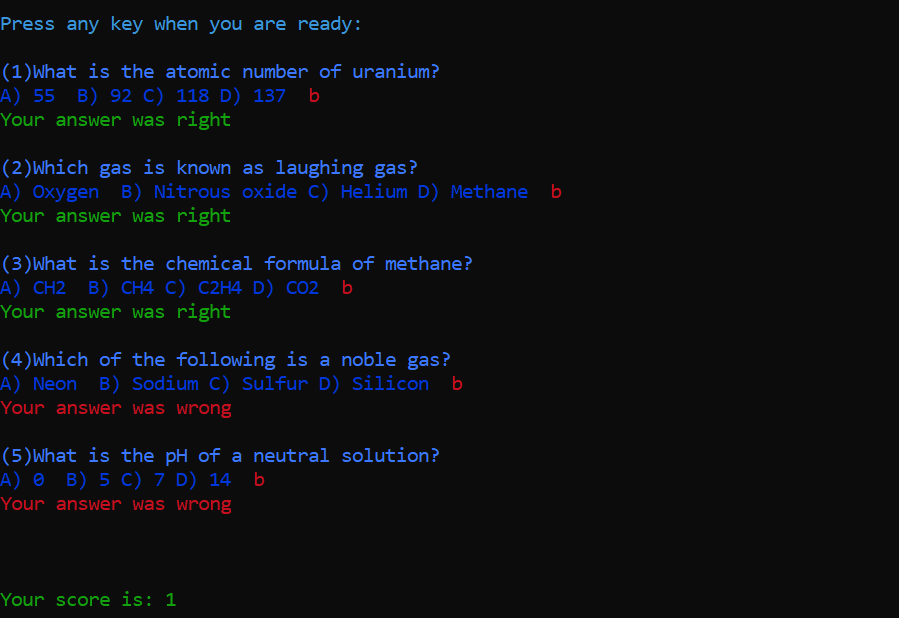 Press any key when you are ready:
(1)What is the atomic number of uranium?
A) 55  B) 92 C) 118 D) 137  b
Your answer was right
(2)Which gas is known as laughing gas?
A) Oxygen  B) Nitrous oxide C) Helium D) Methane  b
Your answer was right
(3)What is the chemical formula of methane?
A) CH2  B) CH4 C) C2H4 D) CO2  b
Your answer was right
(4)Which of the following is a noble gas?
A) Neon  B) Sodium C) Sulfur D) Silicon  b
Your answer was wrong
(5)What is the pH of a neutral solution?
A) 0  B) 5 C) 7 D) 14  b
Your answer was wrong
Your score is: 1